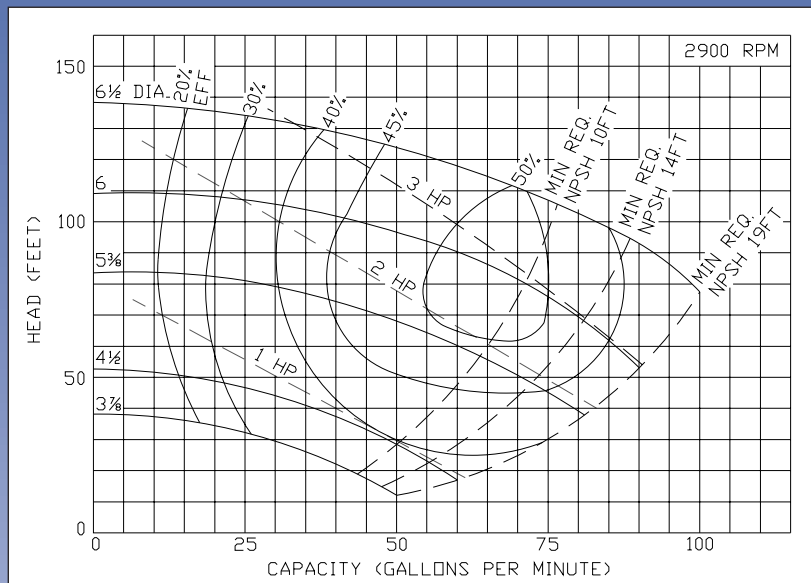 2900 RPM
150
100
50
0
HEAD (FEET)
6½ DIA.
6
5⅜
4½
3⅞
20%
EFF
30%
40%
45%
50%
3 HP
2 HP
1 HP
MIN REQ.
NPSH 10FT
MIN REQ.
NPSH 14FT
MIN REQ.
NPSH 19FT
0
25
50
75
100
CAPACITY (GALLONS PER MINUTE)